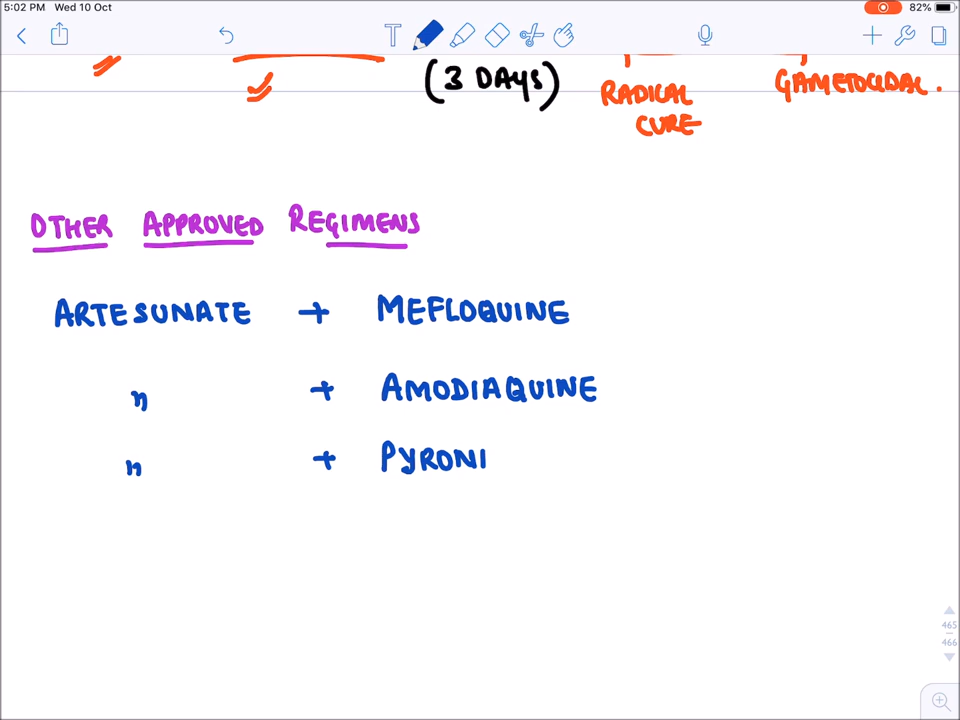 5:02 PM Wed 10 Oct
82%
(3 DAYS)
RADICAL
CURE
GAMETOCIDAL.
OTHER APPROVED REGIMENS
ARTESUNATE + MEFLOQUINE
" + AMODIAQUINE
" + PYRONI
465
466